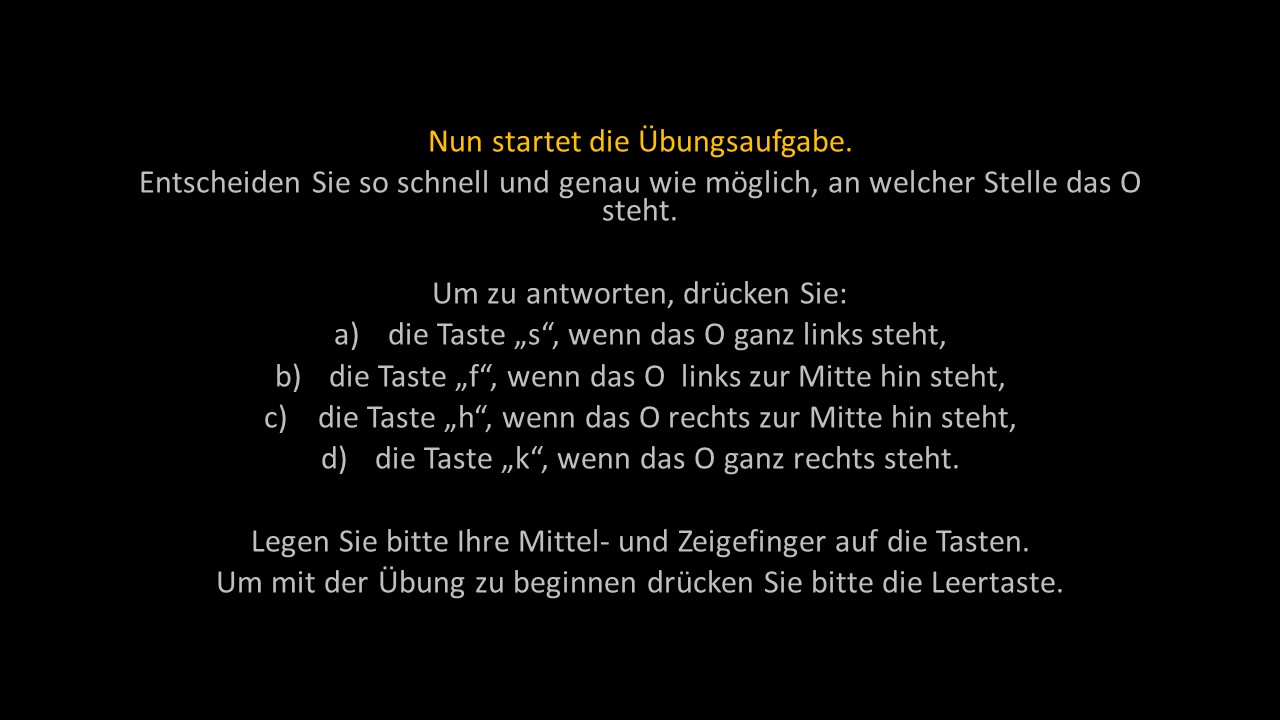 Nun startet die Übungsaufgabe.
Entscheiden Sie so schnell und genau wie möglich, an welcher Stelle das O
steht.
Um zu antworten, drücken Sie:
a) die Taste „s“, wenn das O ganz links steht,
b) die Taste „f“, wenn das O links zur Mitte hin steht,
c) die Taste „h“, wenn das O rechts zur Mitte hin steht,
d) die Taste „k“, wenn das O ganz rechts steht.
Legen Sie bitte Ihre Mittel- und Zeigefinger auf die Tasten.
Um mit der Übung zu beginnen drücken Sie bitte die Leertaste.